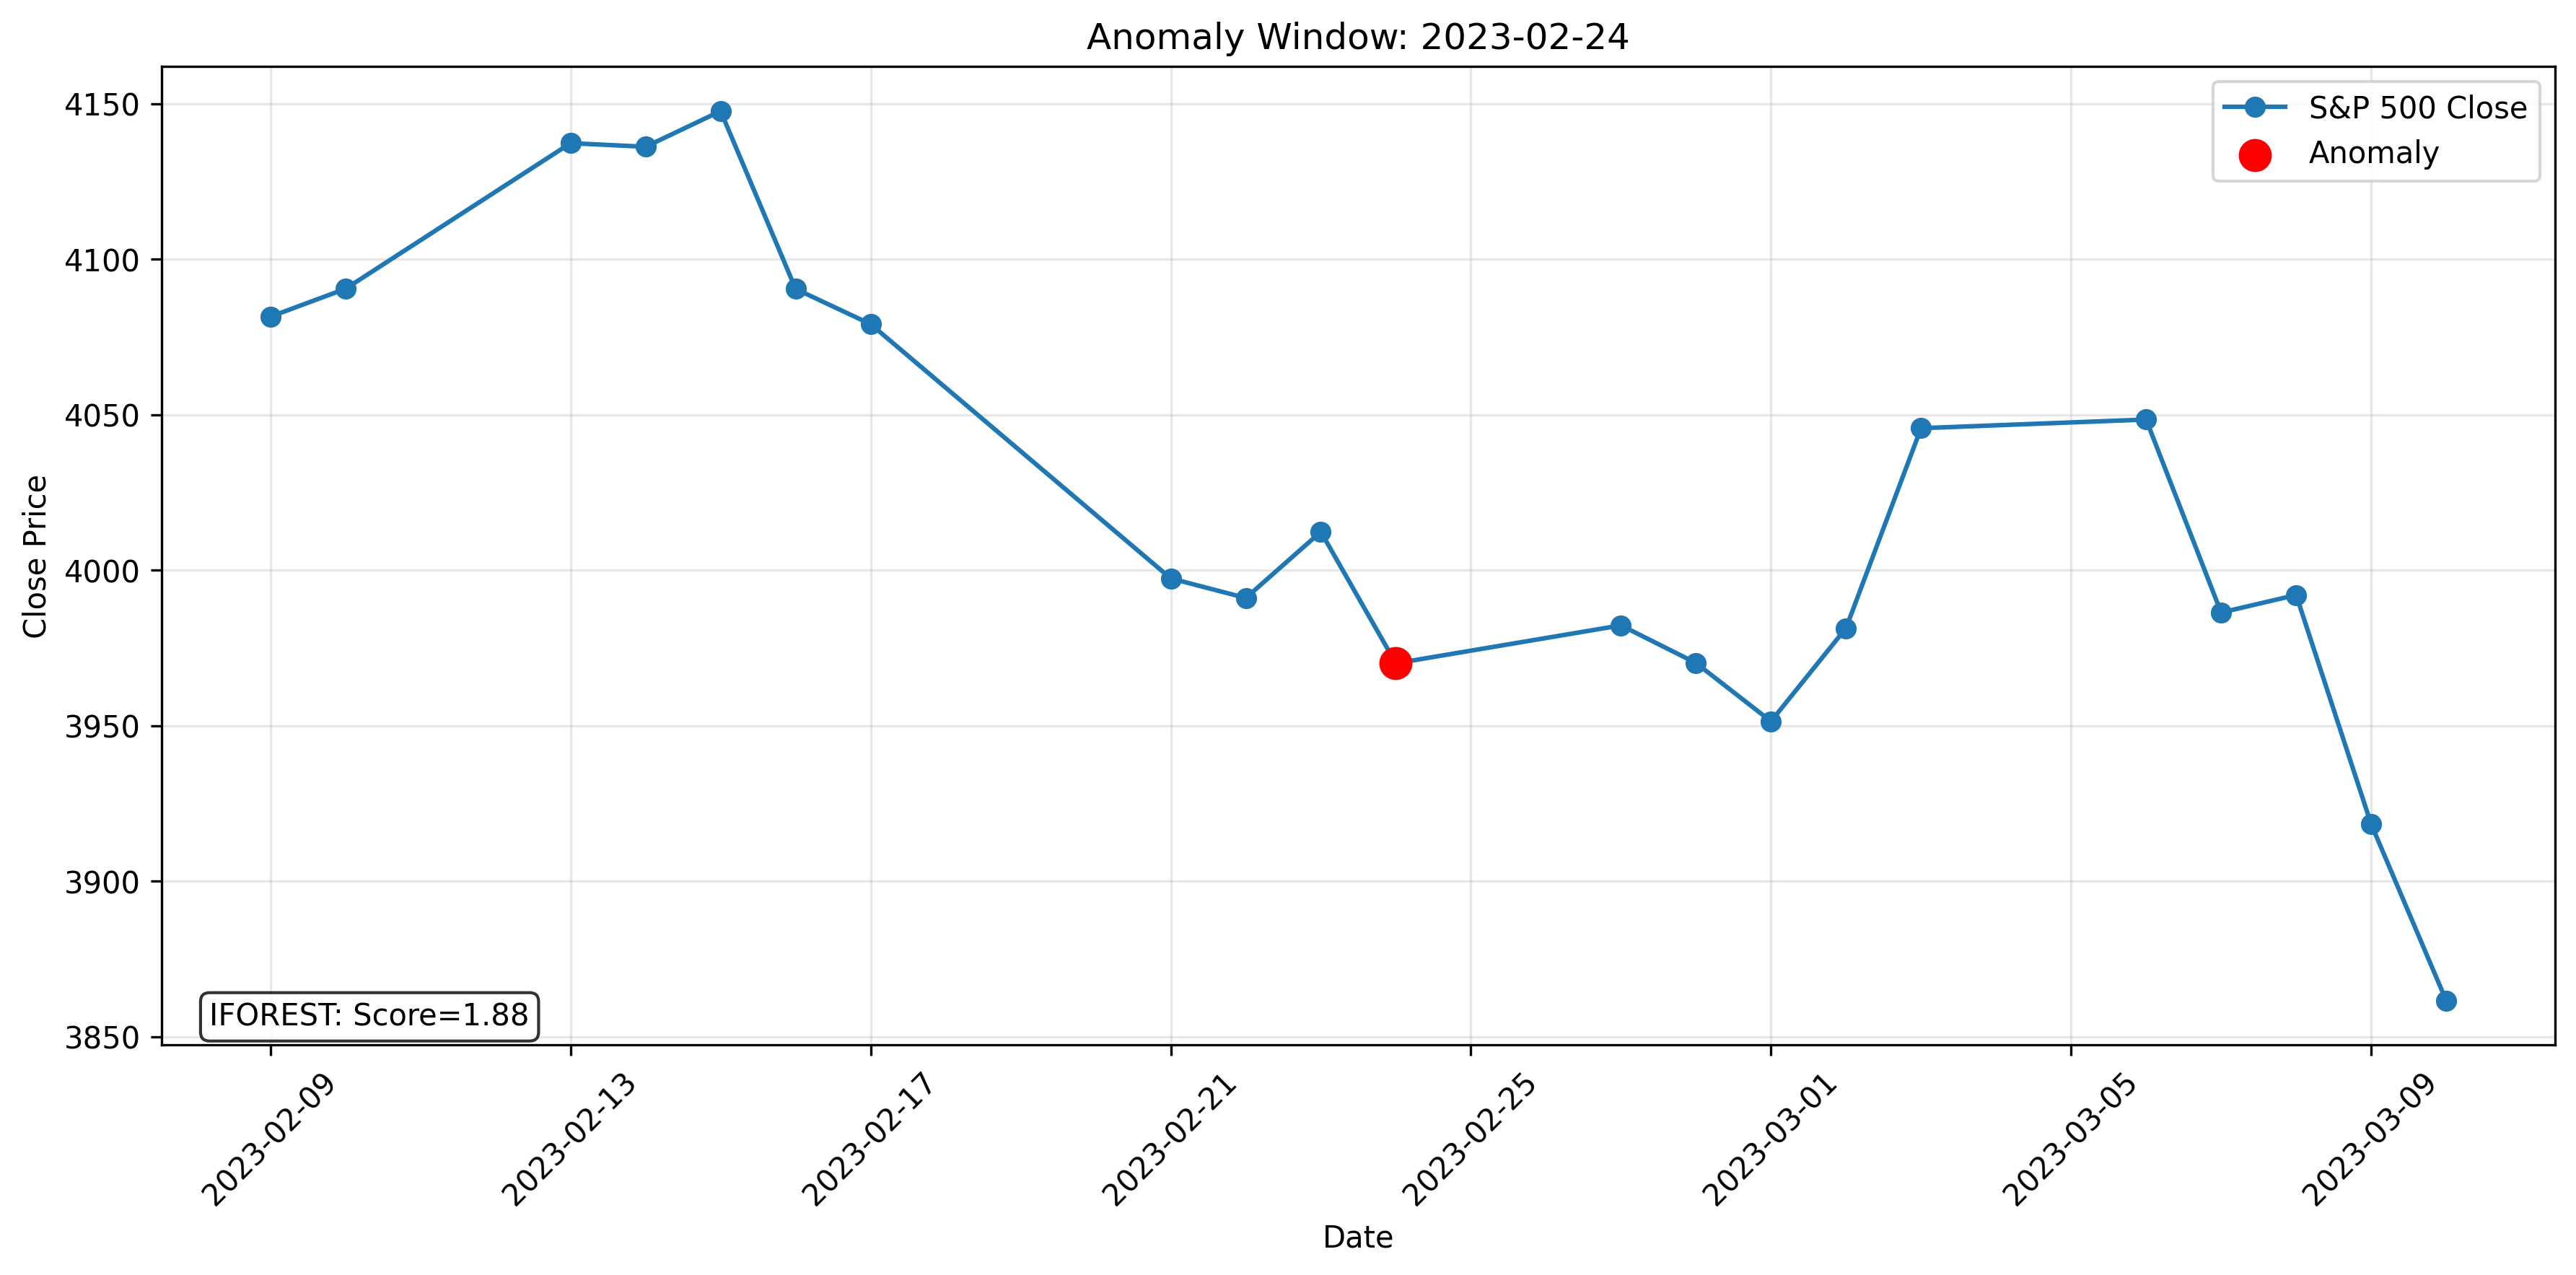 Anomaly Window: 2023-02-24
S&P 500 Close
Anomaly
Close Price
4150
4100
4050
4000
3950
3900
3850
IFOREST: Score=1.88
2023-02-09
2023-02-13
2023-02-17
2023-02-21
2023-02-25
2023-03-01
2023-03-05
2023-03-09
Date